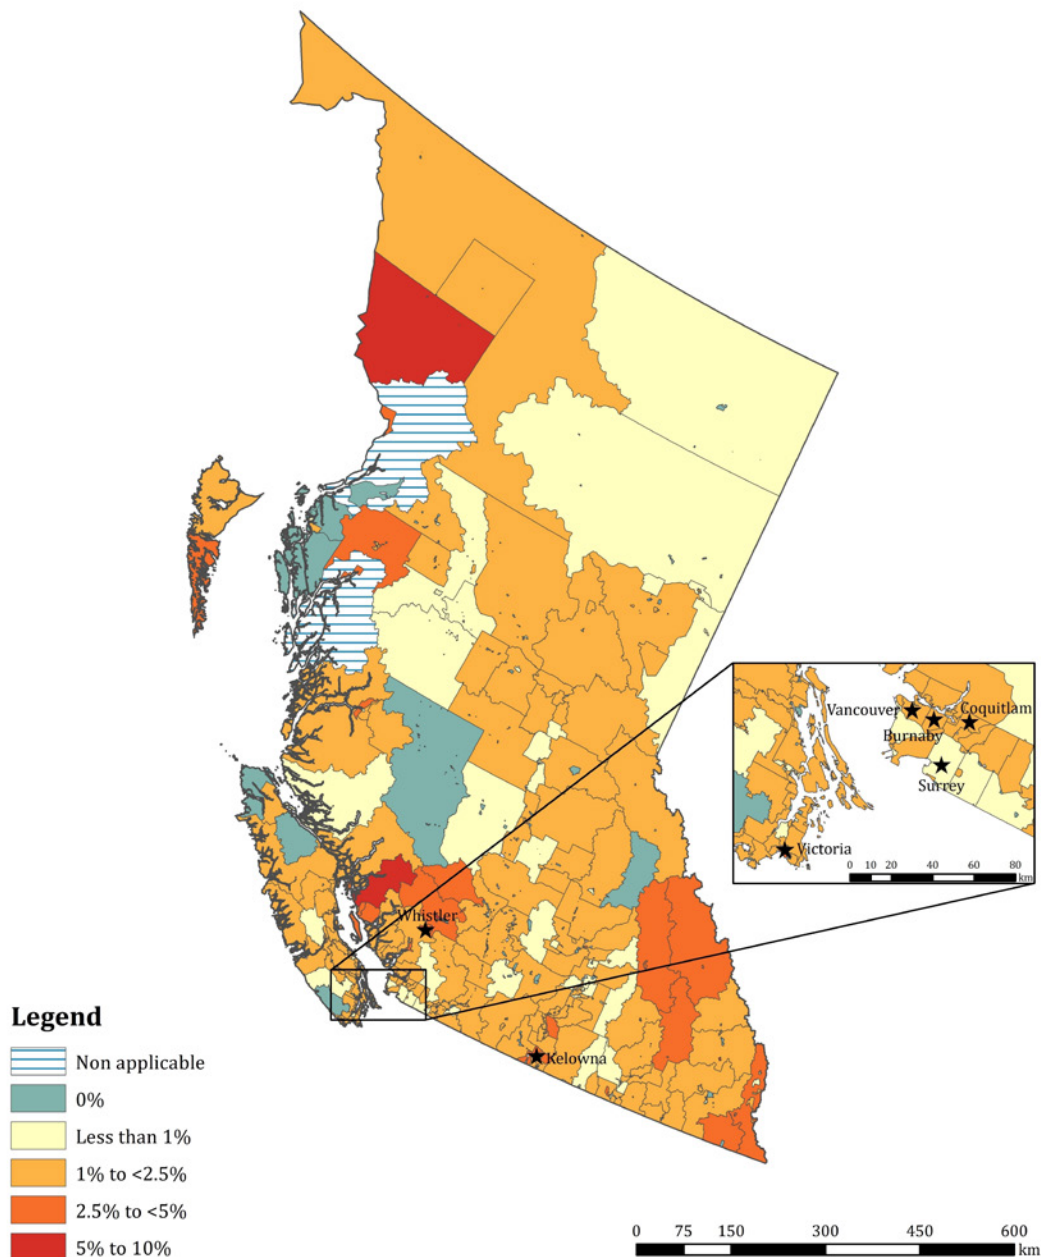 Vancouver
Coquitlam
Burnaby
Surrey
Victoria
0 10 20 40 60 80
km
Whistler
Kelowna
Legend
Non applicable
0%
Less than 1%
1% to <2.5%
2.5% to <5%
5% to 10%
0 75 150 300 450 600
km